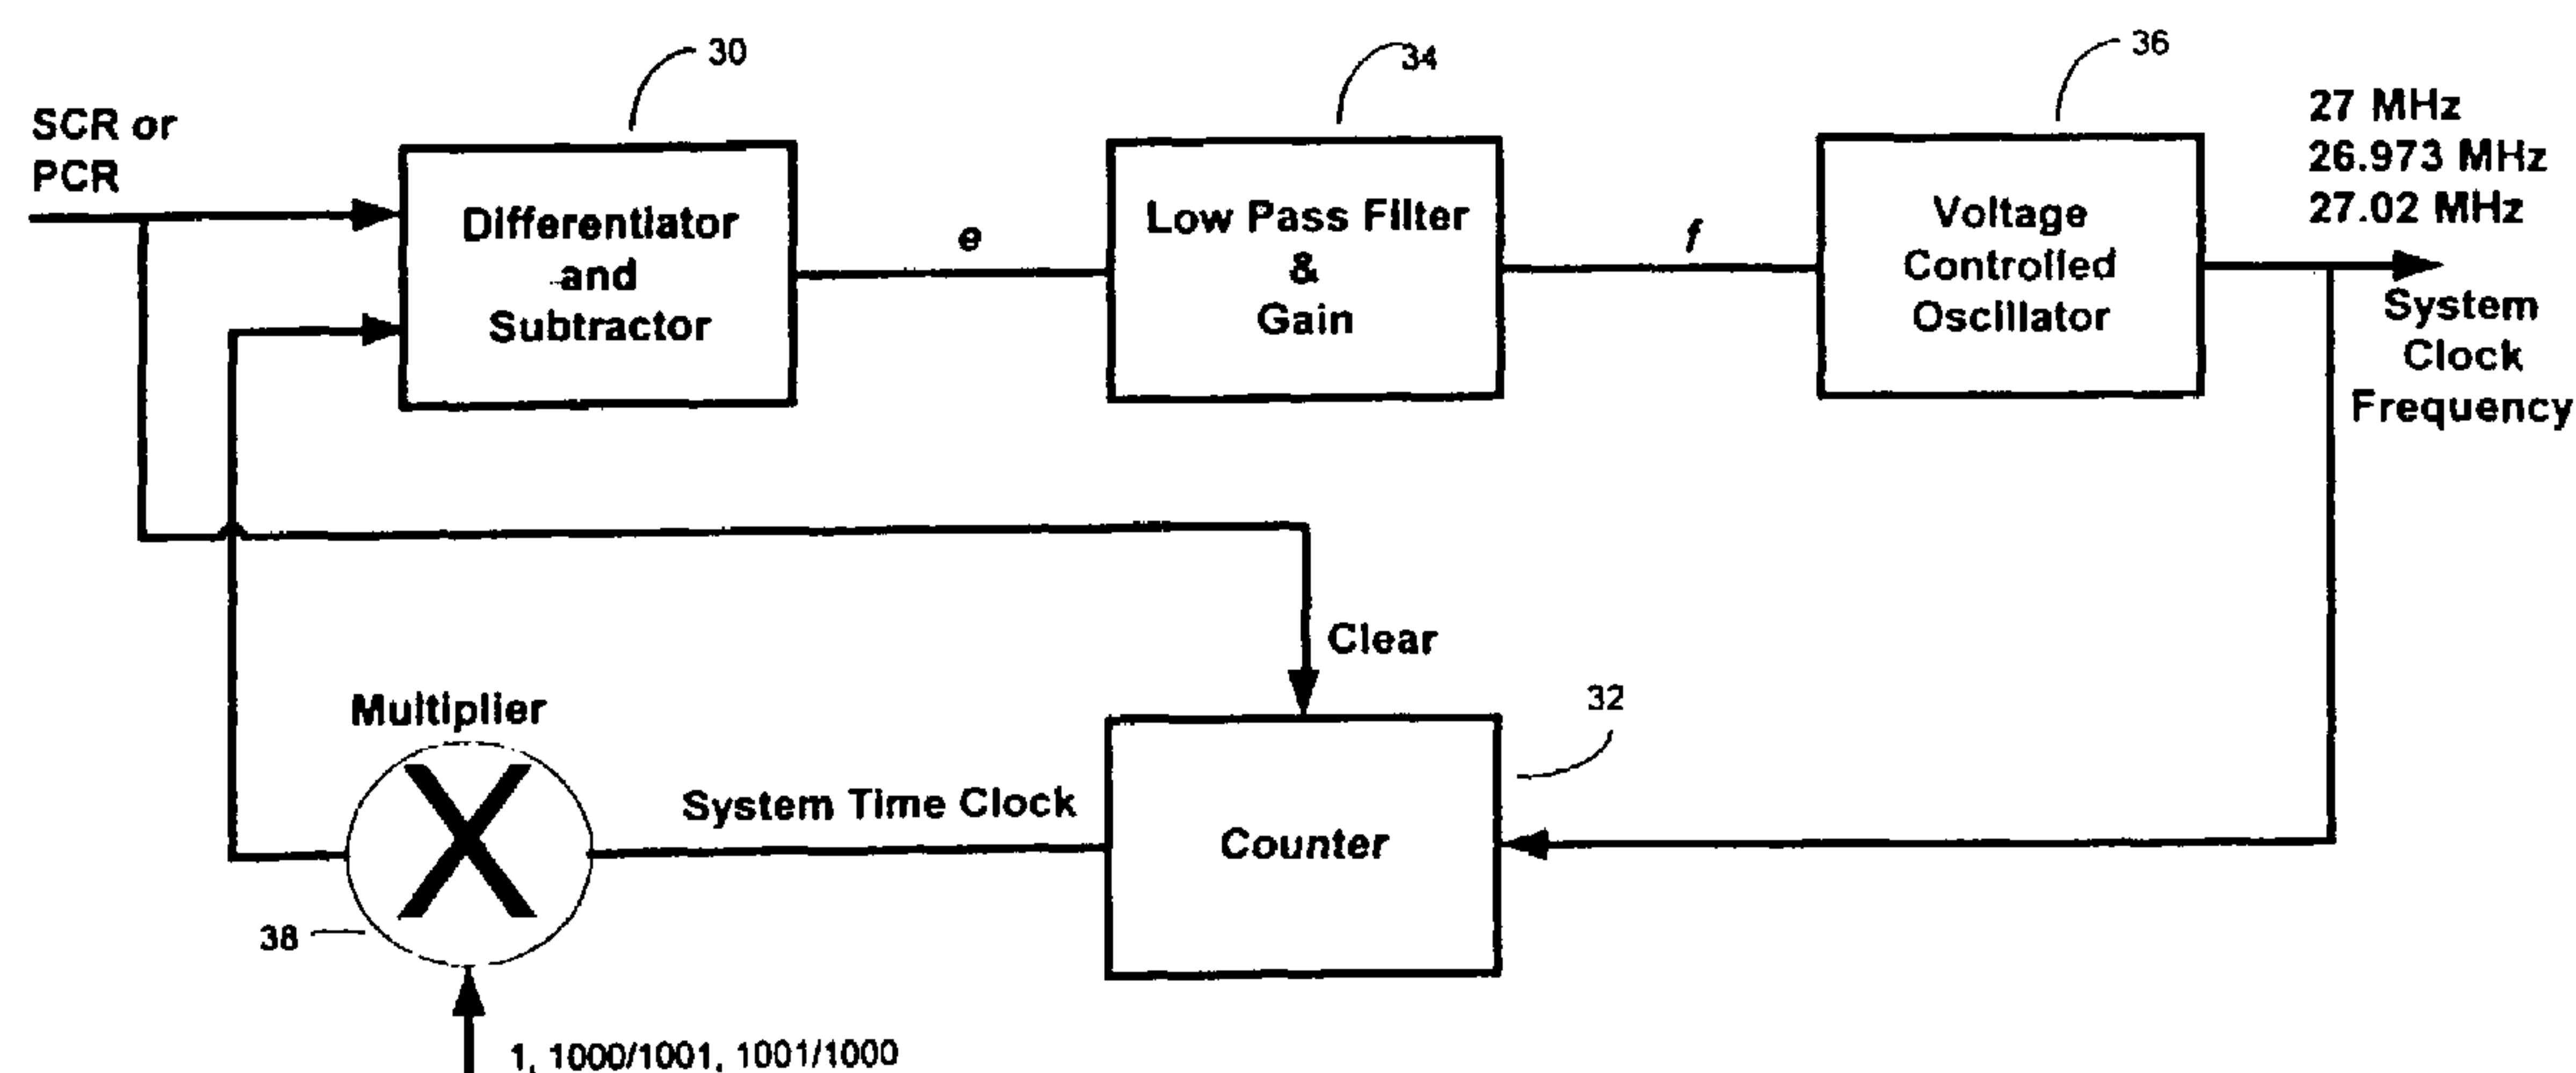 30
34
36
SCR or
PCR
27 MHz
26.973 MHz
27.02 MHz
Differentiator
and
Subtractor
e
Low Pass Filter
&
Gain
f
Voltage
Controlled
Oscillator
System
Clock
Frequency
Clear
32
Multiplier
X
System Time Clock
Counter
38
1, 1000/1001, 1001/1000